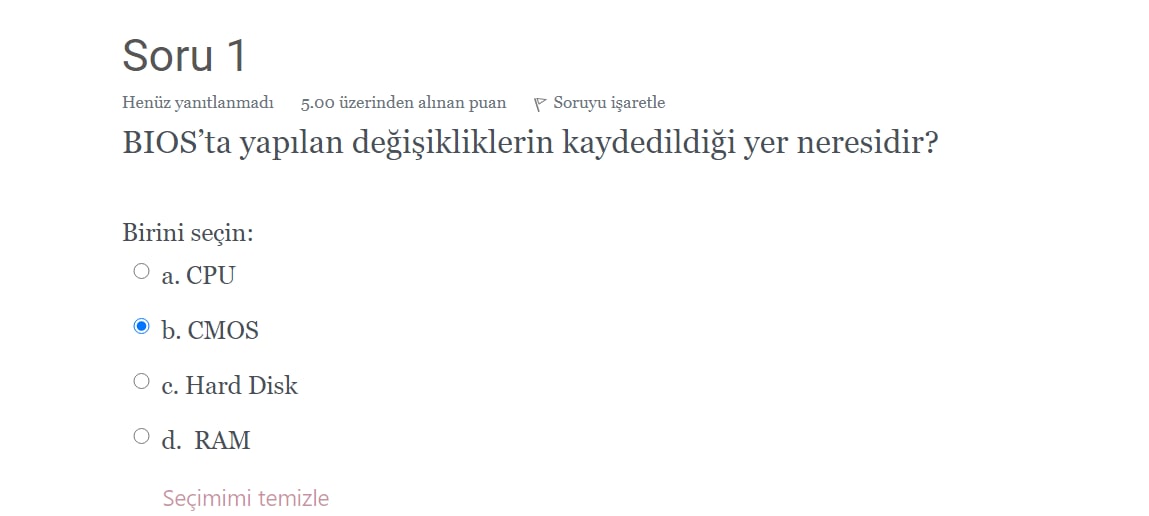 Soru 1
Henüz yanıtlanmadı 5.00 üzerinden alınan puan Soruyu işaretle
BIOS’ta yapılan değişikliklerin kaydedildiği yer neresidir?
Birini seçin:
a. CPU
b. CMOS
c. Hard Disk
d. RAM
Seçimimi temizle